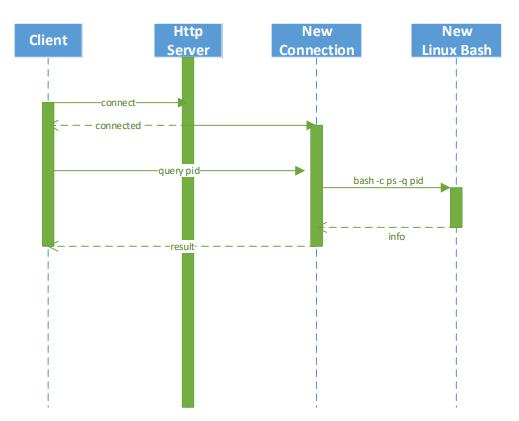 Client
Http
Server
New
Connection
New
Linux Bash
connect
connected
query pid
bash -c ps -q pid
info
result